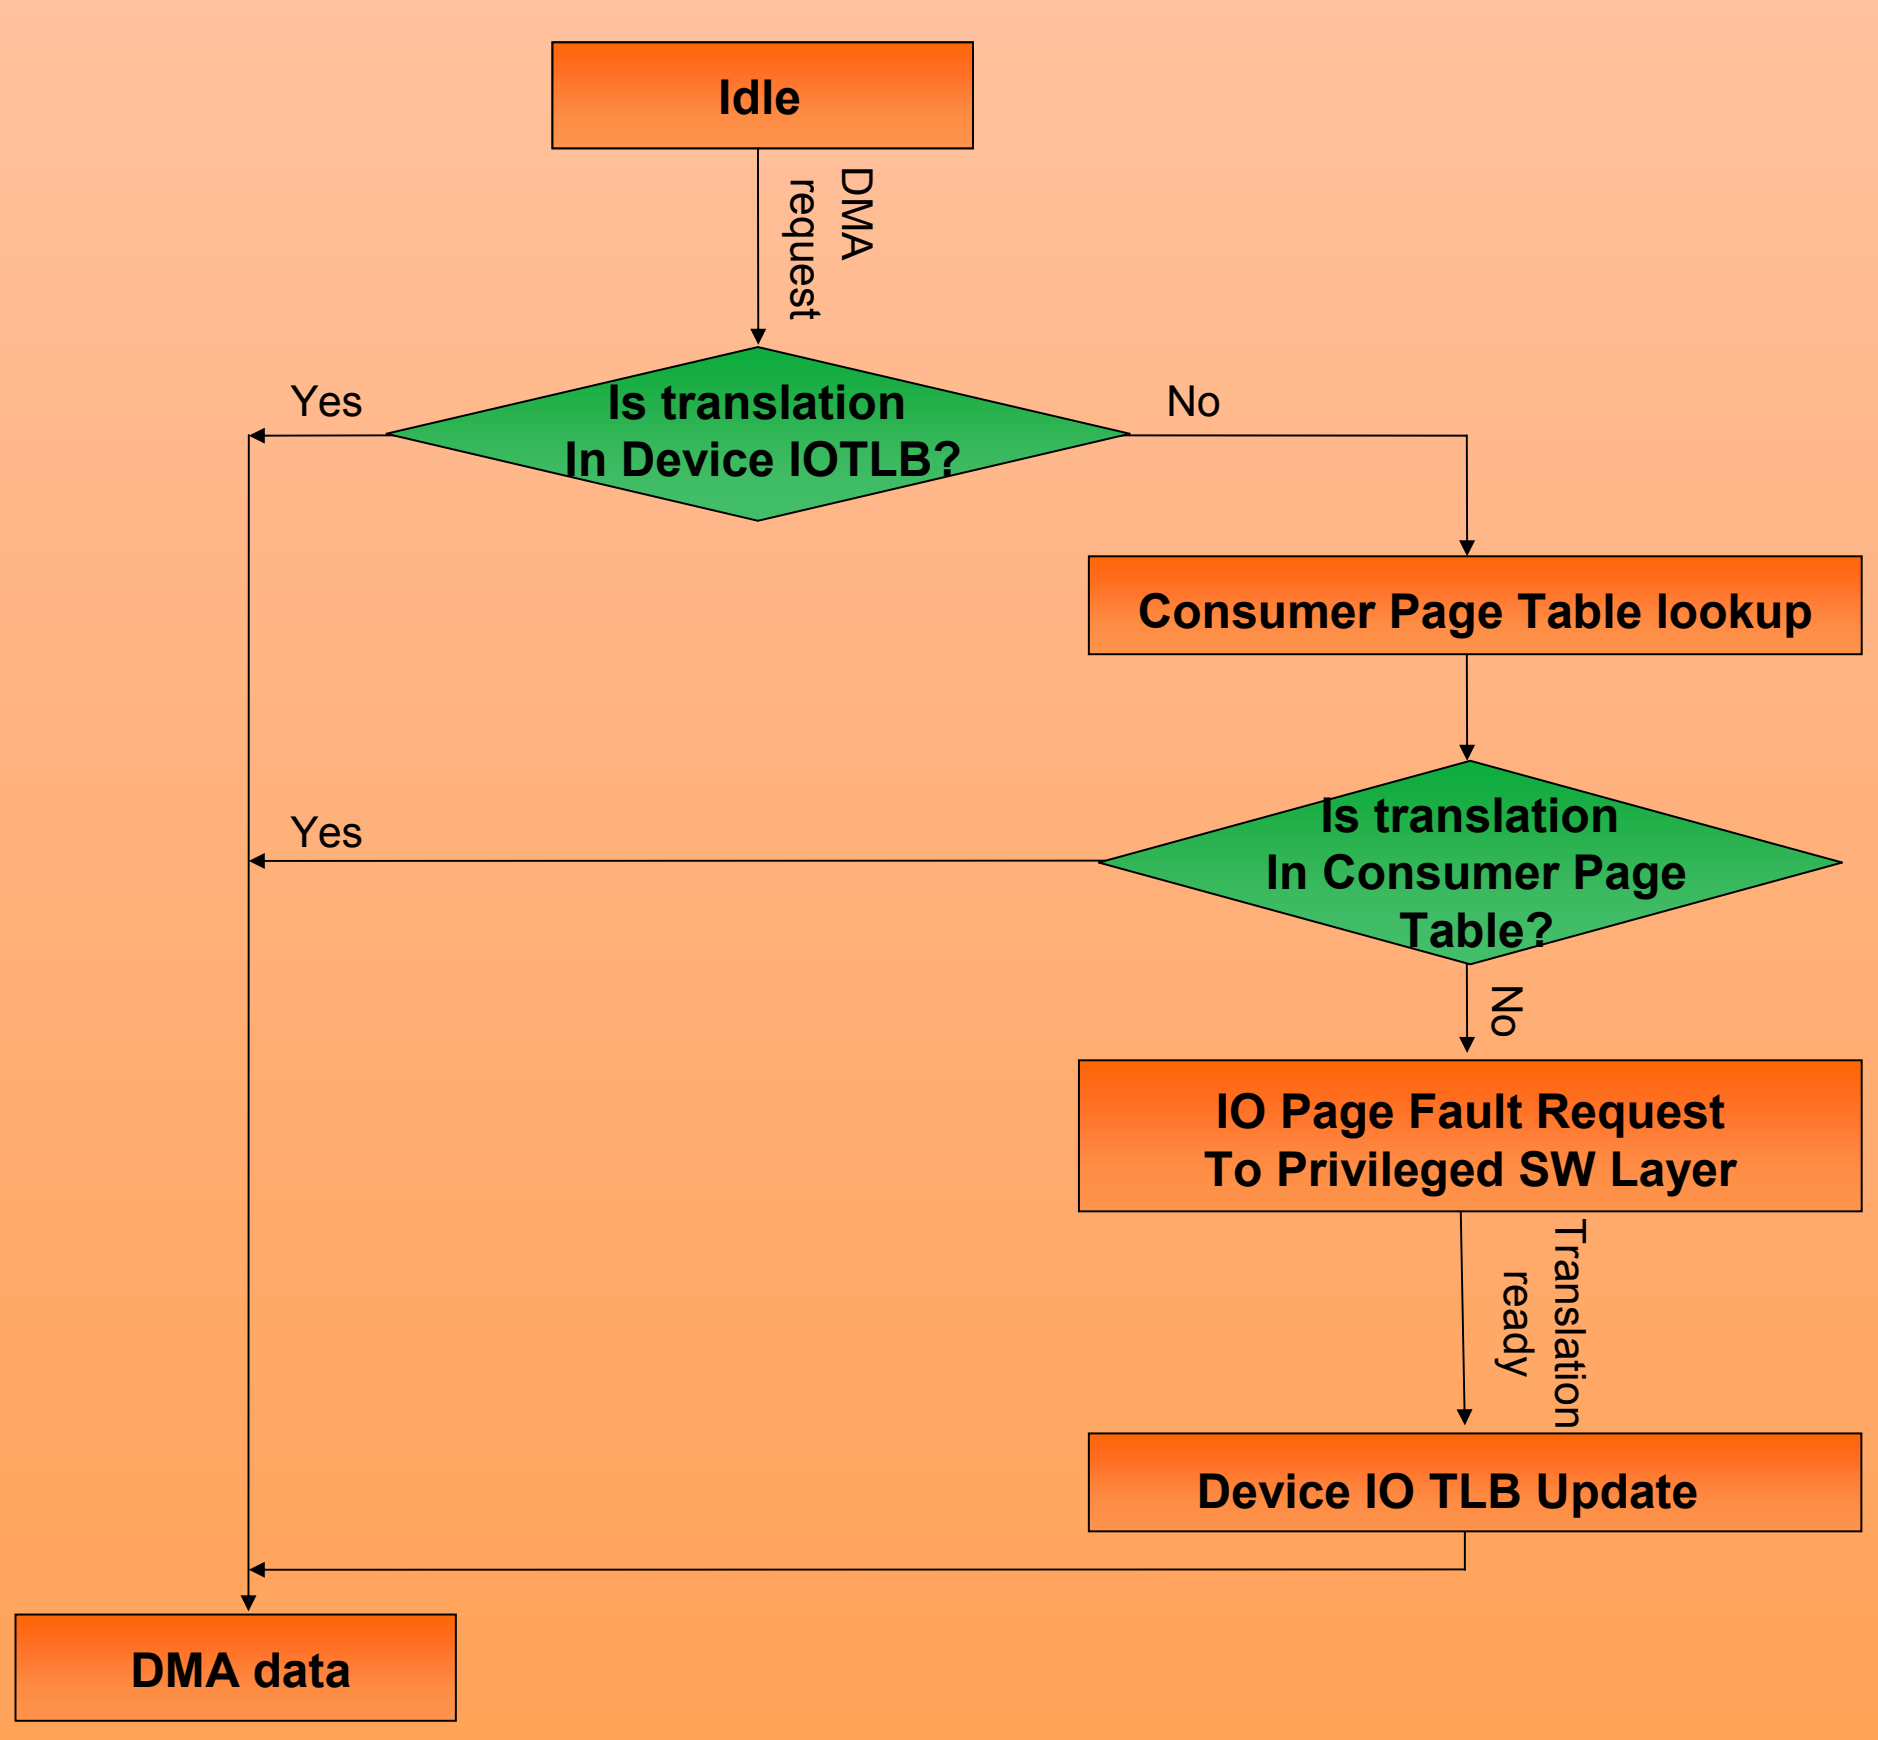 Idle
DMA
request
Yes
Is translation
In Device IOTLB?
No
Consumer Page Table lookup
Yes
Is translation
In Consumer Page
Table?
No
IO Page Fault Request
To Privileged SW Layer
Translation
ready
Device IO TLB Update
DMA data